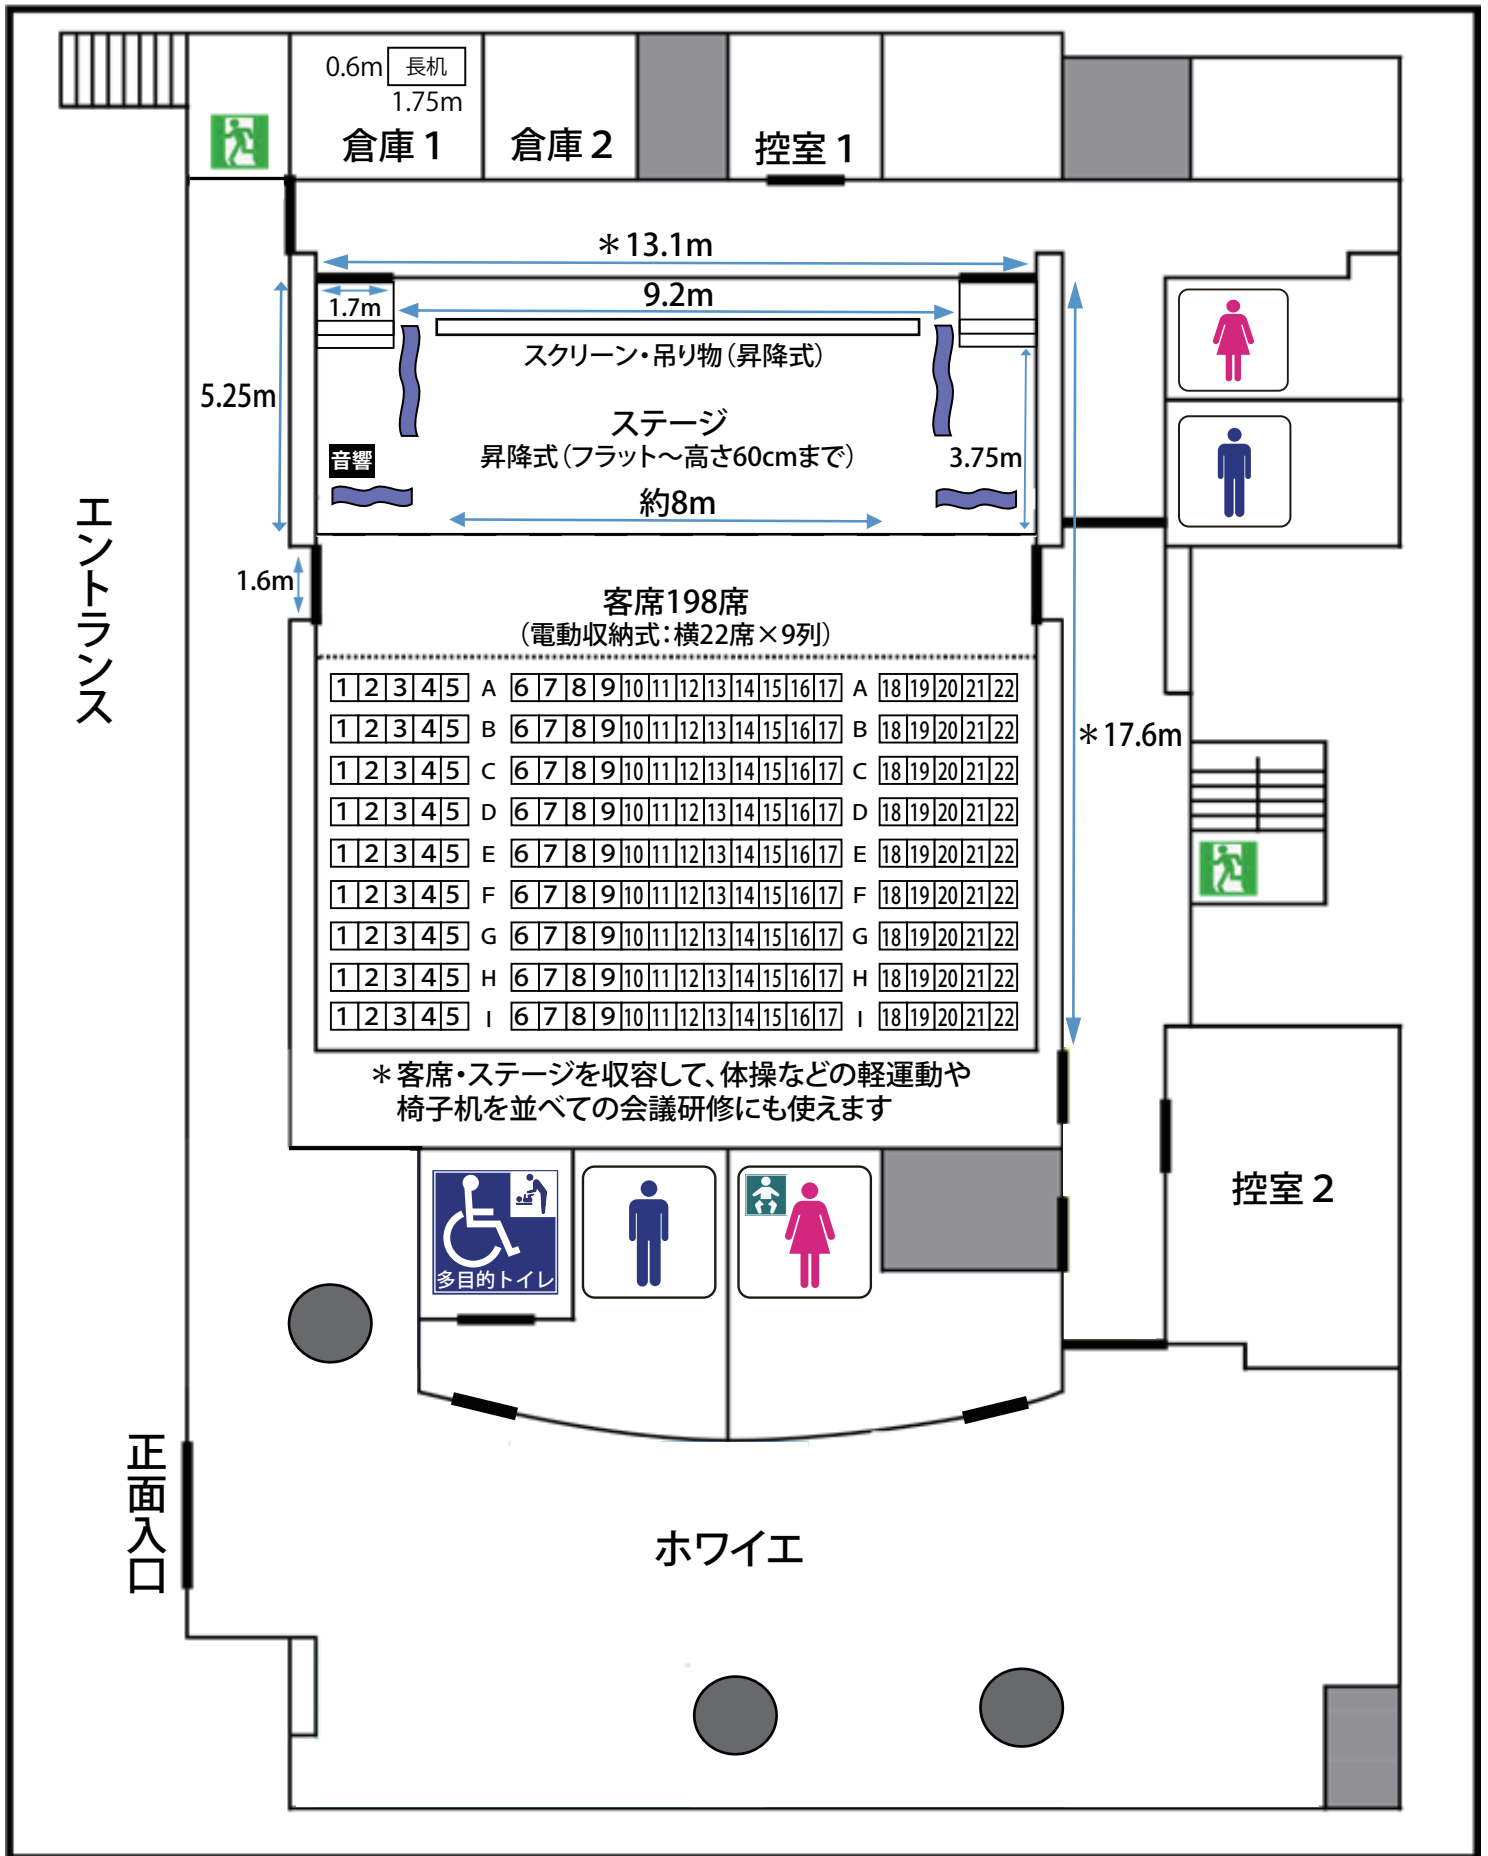 0.6m
長机
1.75m
倉庫1
倉庫2
控室1
＊13.1m
1.7m
9.2m
スクリーン・吊り物（昇降式）
5.25m
ステージ
昇降式（フラット～高さ60cmまで）
3.75m
音響
約8m
エントランス
1.6m
客席198席
（電動収納式：横22席×9列）
＊17.6m
1 2 3 4 5 A 6 7 8 9 10 11 12 13 14 15 16 17 A 18 19 20 21 22
1 2 3 4 5 B 6 7 8 9 10 11 12 13 14 15 16 17 B 18 19 20 21 22
1 2 3 4 5 C 6 7 8 9 10 11 12 13 14 15 16 17 C 18 19 20 21 22
1 2 3 4 5 D 6 7 8 9 10 11 12 13 14 15 16 17 D 18 19 20 21 22
1 2 3 4 5 E 6 7 8 9 10 11 12 13 14 15 16 17 E 18 19 20 21 22
1 2 3 4 5 F 6 7 8 9 10 11 12 13 14 15 16 17 F 18 19 20 21 22
1 2 3 4 5 G 6 7 8 9 10 11 12 13 14 15 16 17 G 18 19 20 21 22
1 2 3 4 5 H 6 7 8 9 10 11 12 13 14 15 16 17 H 18 19 20 21 22
1 2 3 4 5 I 6 7 8 9 10 11 12 13 14 15 16 17 I 18 19 20 21 22
＊客席・ステージを収容して、体操などの軽運動や
椅子机を並べての会議研修にも使えます
控室2
多目的トイレ
正面入口
ホワイエ